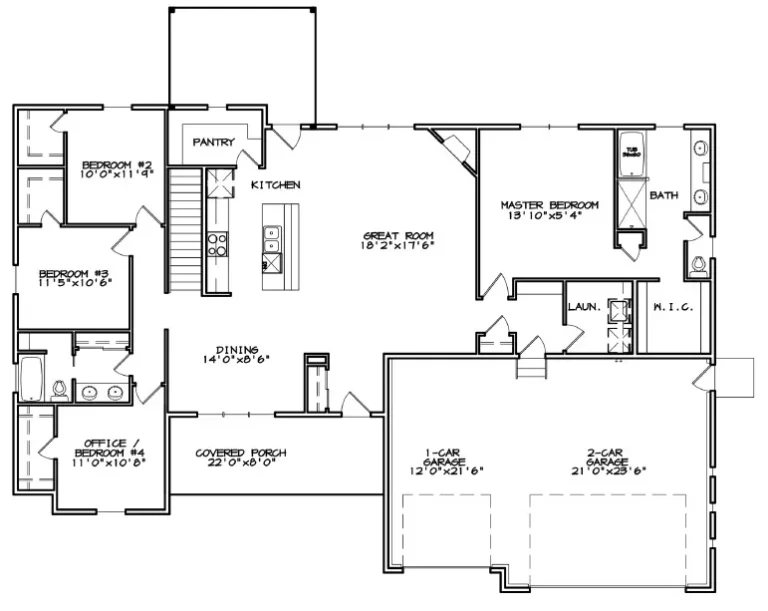 PANTRY
BEDROOM #2
10'0"x11'9"
KITCHEN
TUB
BATH
MASTER BEDROOM
13'10"x5'4"
GREAT ROOM
18'2"x17'6"
BEDROOM #3
11'5"x10'6"
LAUN.
W.I.C.
DINING
14'0"x8'6"
OFFICE /
BEDROOM #4
11'0"x10'8"
COVERED PORCH
22'0"x8'0"
1-CAR
GARAGE
12'0"x21'6"
2-CAR
GARAGE
21'0"x23'6"